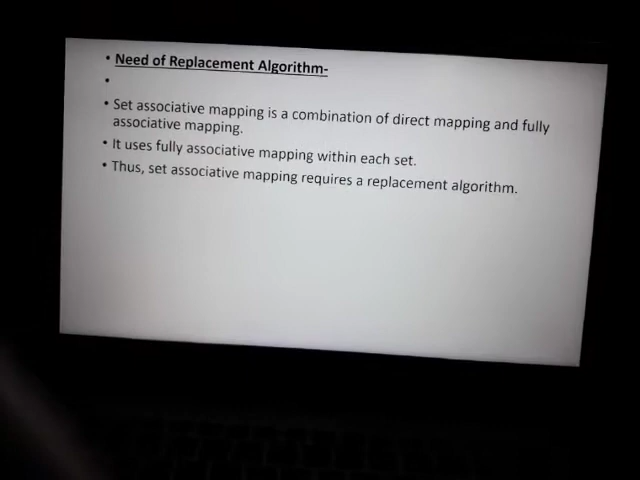 • Need of Replacement Algorithm-
•
• Set associative mapping is a combination of direct mapping and fully
associative mapping.
• It uses fully associative mapping within each set.
• Thus, set associative mapping requires a replacement algorithm.